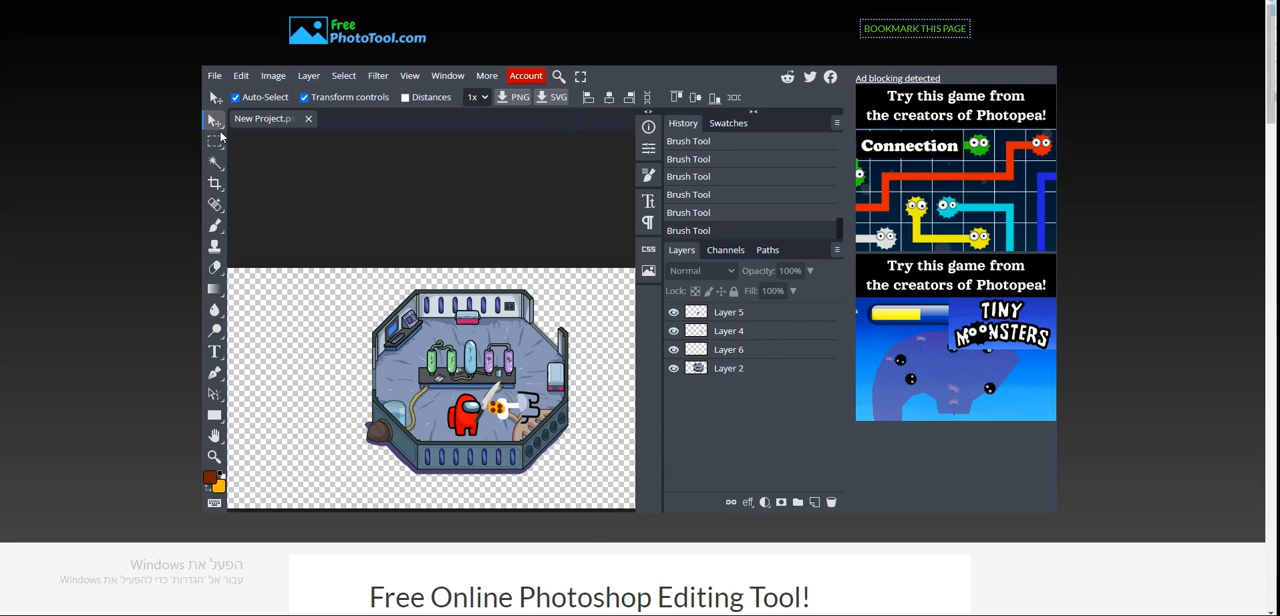 Free
PhotoTool.com
BOOKMARK THIS PAGE
File Edit Image Layer Select Filter View Window More Account
Auto-Select Transform controls Distances 1x PNG SVG
New Project.ps
History Swatches
Brush Tool
Brush Tool
Brush Tool
Brush Tool
Brush Tool
Brush Tool
CSS
Layers Channels Paths
Normal Opacity: 100%
Lock: Fill: 100%
Layer 5
Layer 4
Layer 6
Layer 2
eff
Ad blocking detected
Try this game from
the creators of Photopea!
Connection
Try this game from
the creators of Photopea!
TINY
MOONSTERS
הפעל את Windows
עבור אל 'הגדרות' כדי להפעיל את Windows.
Free Online Photoshop Editing Tool!